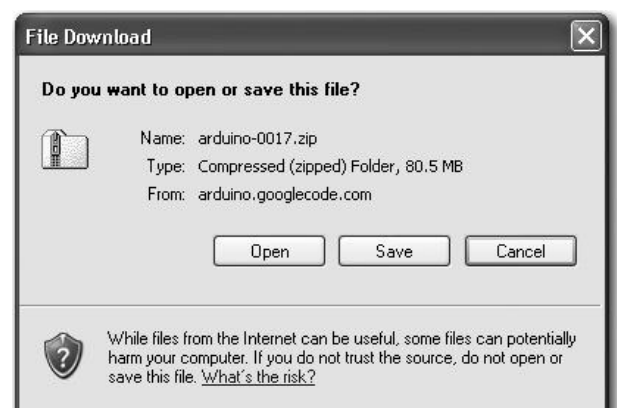 File Download
Do you want to open or save this file?
Name: arduino-0017.zip
Type: Compressed (zipped) Folder, 80.5 MB
From: arduino.googlecode.com
Open Save Cancel
While files from the Internet can be useful, some files can potentially
harm your computer. If you do not trust the source, do not open or
save this file. What's the risk?